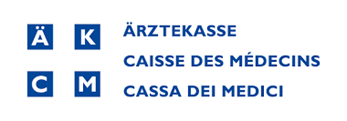 Ä K
ÄRZTEKASSE
CAISSE DES MÉDECINS
C M
CASSA DEI MEDICI